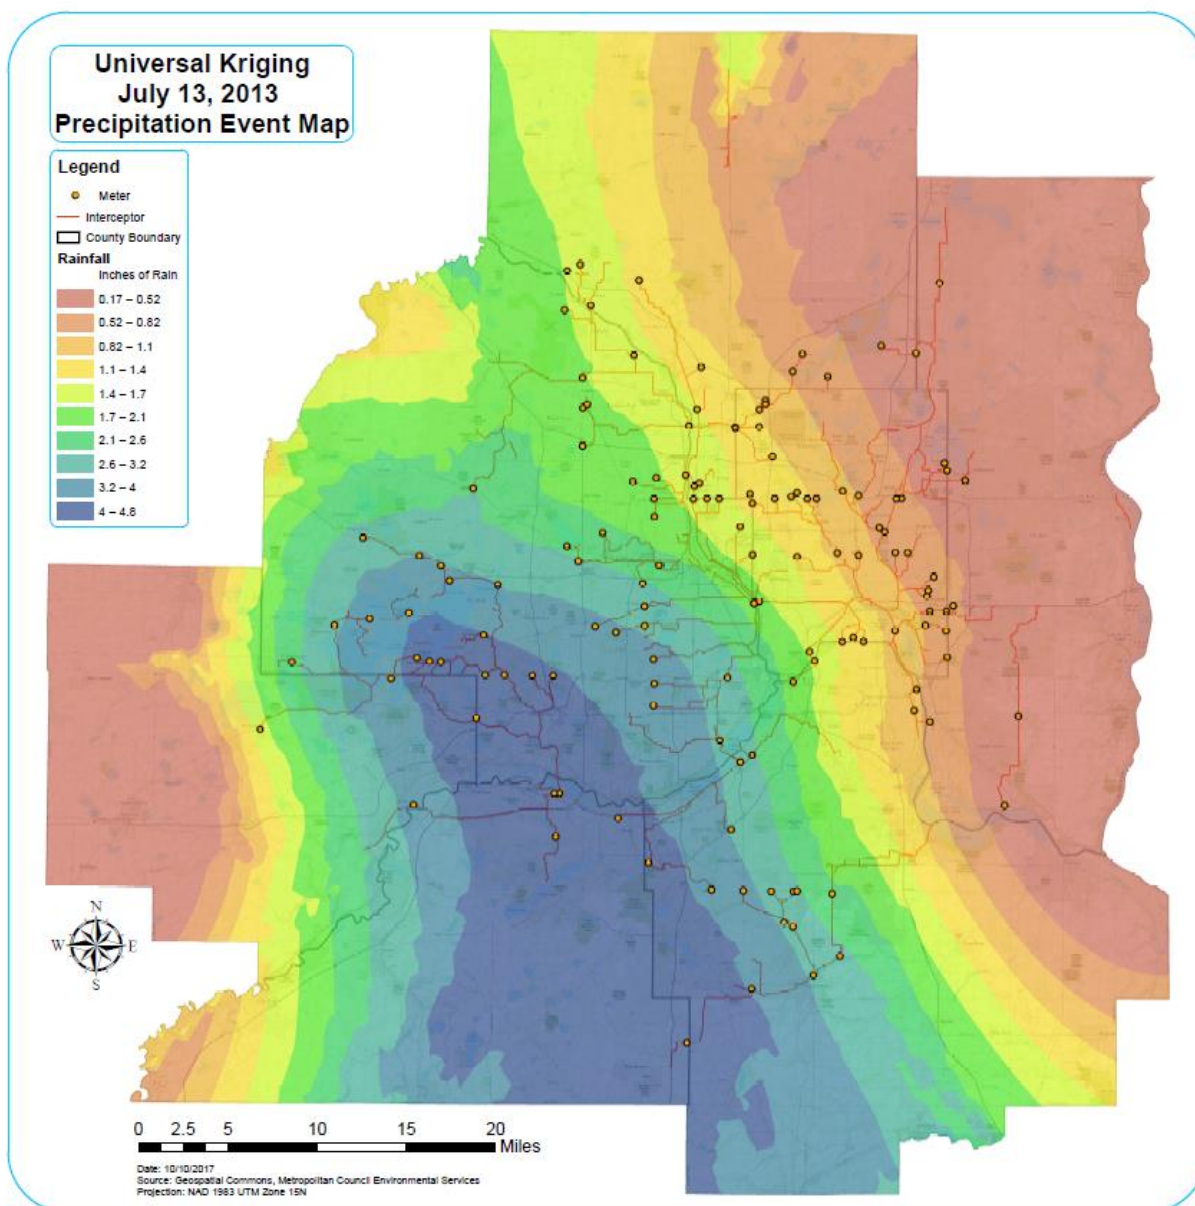 Universal Kriging
July 13, 2013
Precipitation Event Map
Legend
Meter
Interceptor
County Boundary
Rainfall
Inches of Rain
0.17 – 0.52
0.52 – 0.82
0.82 – 1.1
1.1 – 1.4
1.4 – 1.7
1.7 – 2.1
2.1 – 2.6
2.6 – 3.2
3.2 – 4
4 – 4.8
N
W E
S
0 2.5 5 10 15 20
Miles
Date: 10/10/2017
Source: Geospatial Commons, Metropolitan Council Environmental Services
Projection: NAD 1983 UTM Zone 15N